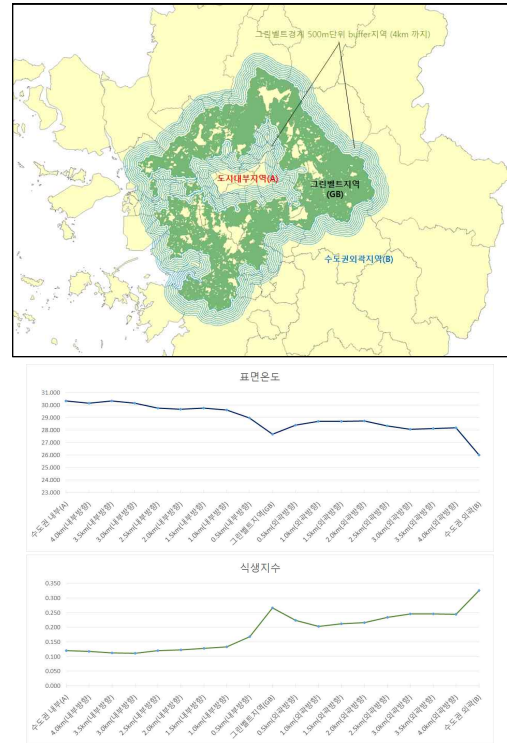 그린벨트경계 500m단위 buffer지역 (4km 까지)
도시내부지역(A)
그린벨트지역
(GB)
수도권외곽지역(B)
표면온도
31.000
30.000
29.000
28.000
27.000
26.000
25.000
24.000
23.000
수도권 내부(A)
4.0km(내부방향)
3.5km(내부방향)
3.0km(내부방향)
2.5km(내부방향)
2.0km(내부방향)
1.5km(내부방향)
1.0km(내부방향)
0.5km(내부방향)
그린벨트지역(GB)
0.5km(외곽방향)
1.0km(외곽방향)
1.5km(외곽방향)
2.0km(외곽방향)
2.5km(외곽방향)
3.0km(외곽방향)
3.5km(외곽방향)
4.0km(외곽방향)
수도권 외곽(B)
식생지수
0.350
0.300
0.250
0.200
0.150
0.100
0.050
0.000
수도권 내부(A)
4.0km(내부방향)
3.5km(내부방향)
3.0km(내부방향)
2.5km(내부방향)
2.0km(내부방향)
1.5km(내부방향)
1.0km(내부방향)
0.5km(내부방향)
그린벨트지역(GB)
0.5km(외곽방향)
1.0km(외곽방향)
1.5km(외곽방향)
2.0km(외곽방향)
2.5km(외곽방향)
3.0km(외곽방향)
3.5km(외곽방향)
4.0km(외곽방향)
수도권 외곽(B)